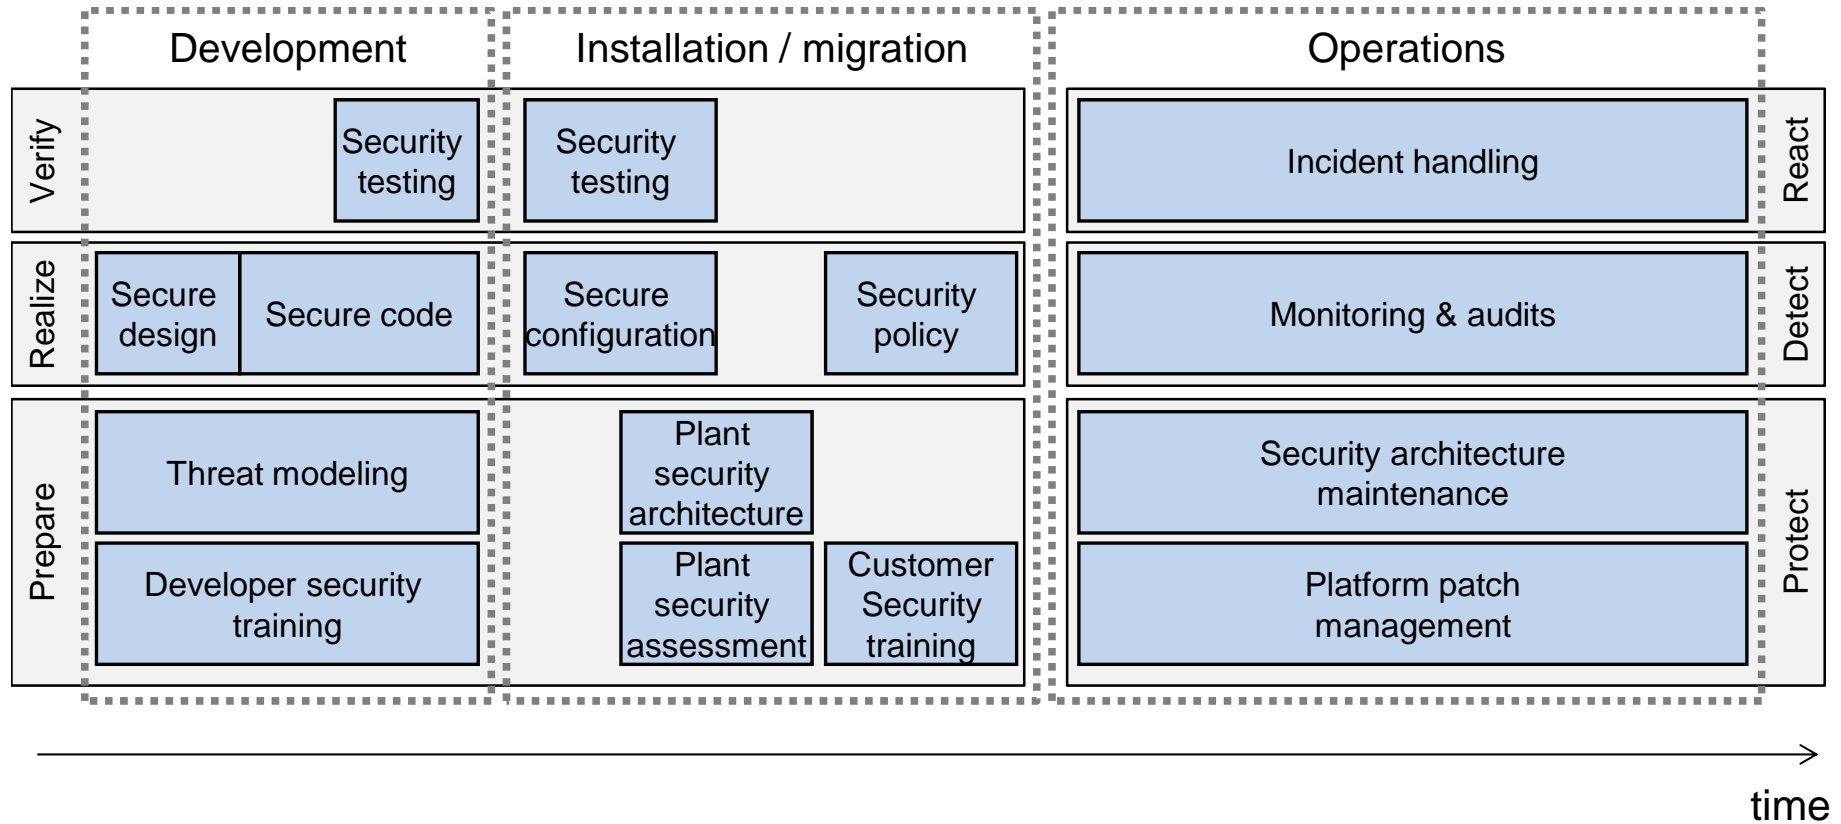 Development
Installation / migration
Operations
Verify
Security
testing
Security
testing
Incident handling
React
Realize
Secure
design
Secure code
Secure
configuration
Security
policy
Monitoring & audits
Detect
Prepare
Threat modeling
Plant
security
architecture
Security architecture
maintenance
Developer security
training
Plant
security
assessment
Customer
Security
training
Platform patch
management
Protect
time